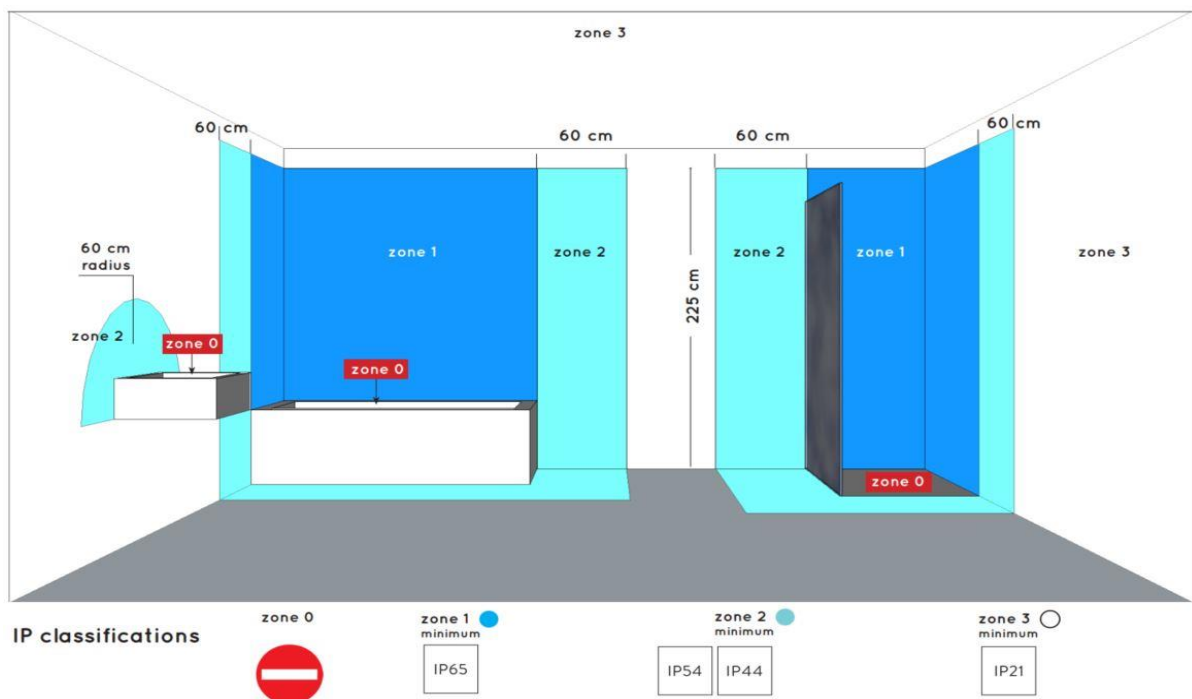 zone 3
60 cm
60 cm
60 cm
60 cm
60 cm
radius
zone 1
zone 2
zone 2
zone 1
zone 3
225 cm
zone 2
zone 0
zone 0
zone 0
IP classifications
zone 0
zone 1
minimum
IP65
zone 2
minimum
IP54
IP44
zone 3
minimum
IP21